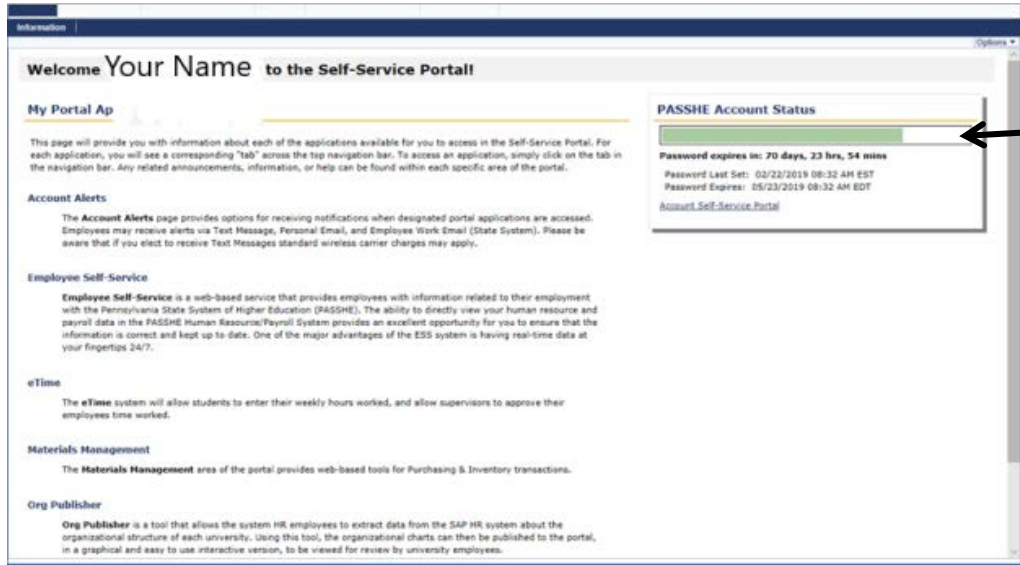 Information
Options
Welcome Your Name to the Self-Service Portal!
My Portal Ap
This page will provide you with information about each of the applications available for you to access in the Self-Service Portal. For
each application, you will see a corresponding "tab" across the top navigation bar. To access an application, simply click on the tab in
the navigation bar. Any related announcements, information, or help can be found within each specific area of the portal.
Account Alerts
The Account Alerts page provides options for receiving notifications when designated portal applications are accessed.
Employees may receive alerts via Text Message, Personal Email, and Employee Work Email (State System). Please be
aware that if you elect to receive Text Messages standard wireless carrier charges may apply.
Employee Self-Service
Employee Self-Service is a web-based service that provides employees with information related to their employment
with the Pennsylvania State System of Higher Education (PASSHE). The ability to directly view your human resource and
payroll data in the PASSHE Human Resource/Payroll System provides an excellent opportunity for you to ensure that the
information is correct and kept up to date. One of the major advantages of the ESS system is having real-time data at
your fingertips 24/7.
eTime
The eTime system will allow students to enter their weekly hours worked, and allow supervisors to approve their
employees time worked.
Materials Management
The Materials Management area of the portal provides web-based tools for Purchasing & Inventory transactions.
Org Publisher
Org Publisher is a tool that allows the system HR employees to extract data from the SAP HR system about the
organizational structure of each university. Using this tool, the organizational charts can then be published to the portal,
in a graphical and easy to use interactive version, to be viewed for review by university employees.
PASSHE Account Status
Password expires in: 70 days, 23 hrs, 54 mins
Password Last Set: 02/22/2019 08:32 AM EST
Password Expires: 05/23/2019 08:32 AM EDT
Account Self-Service Portal